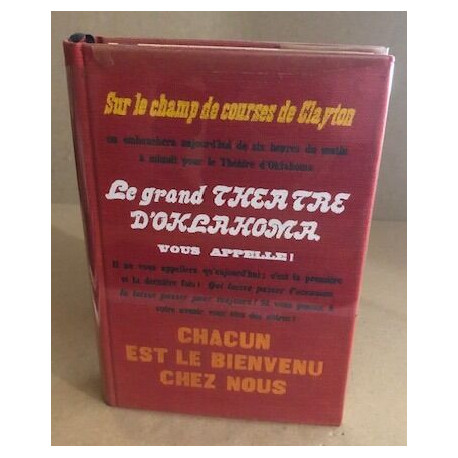 Sur le champ de courses de Clayton
on embauchera aujourd'hui de six heures du matin
à minuit pour le Théâtre d'Oklahoma
Le grand THEATRE
D'OKLAHOMA
VOUS APPELLE !
Il ne vous appellera qu'aujourd'hui ; c'est la première
et la dernière fois ! Qui laisse passer l'occasion
la laisse passer pour toujours ! Si vous pensez à
votre avenir vous êtes des nôtres !
CHACUN
EST LE BIENVENU
CHEZ NOUS